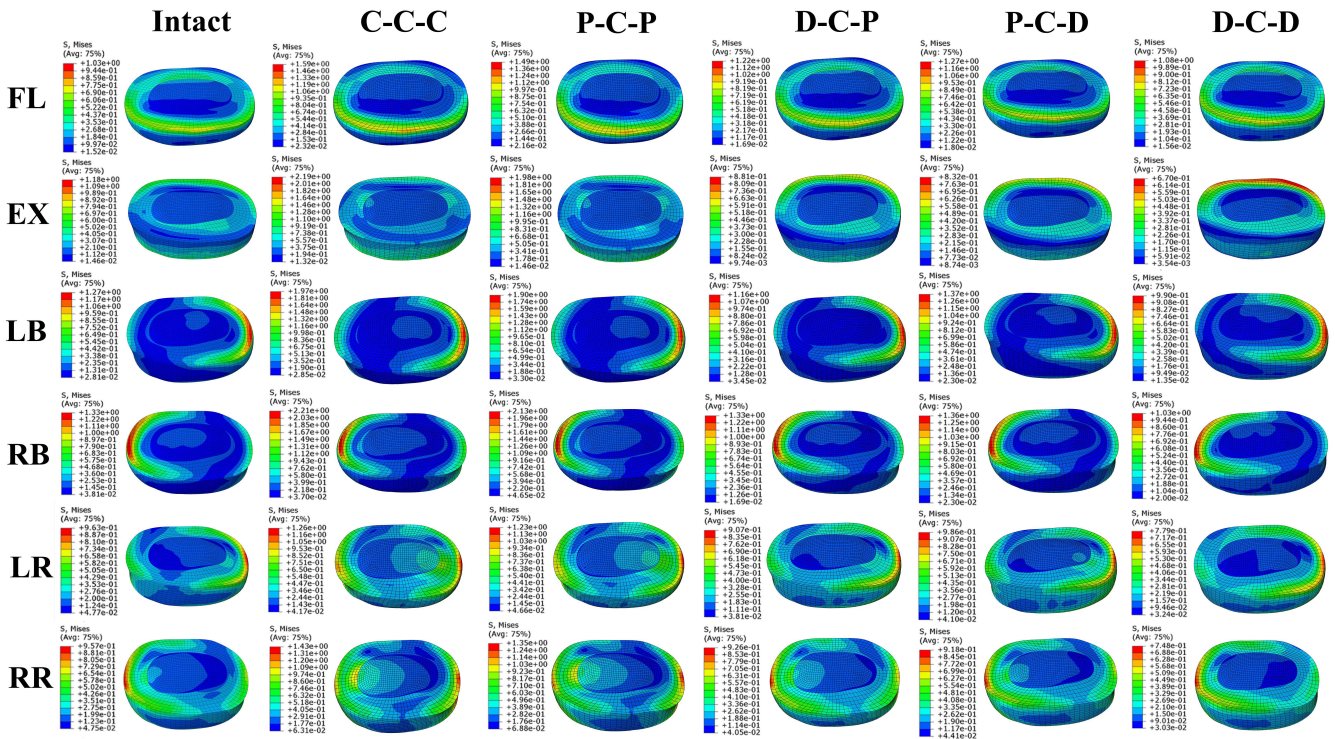 Intact
C-C-C
P-C-P
D-C-P
P-C-D
D-C-D
FL
S, Mises
(Avg: 75%)
+1.03e+00
+9.44e-01
+8.59e-01
+7.75e-01
+6.90e-01
+6.06e-01
+5.22e-01
+4.37e-01
+3.53e-01
+2.68e-01
+1.84e-01
+9.97e-02
+1.52e-02
S, Mises
(Avg: 75%)
+1.59e+00
+1.46e+00
+1.33e+00
+1.19e+00
+1.06e+00
+9.35e-01
+8.04e-01
+6.74e-01
+5.44e-01
+4.14e-01
+2.84e-01
+1.53e-01
+2.32e-02
S, Mises
(Avg: 75%)
+1.49e+00
+1.36e+00
+1.24e+00
+1.12e+00
+9.97e-01
+8.75e-01
+7.54e-01
+6.32e-01
+5.10e-01
+3.88e-01
+2.66e-01
+1.44e-01
+2.16e-02
S, Mises
(Avg: 75%)
+1.22e+00
+1.12e+00
+1.02e+00
+9.19e-01
+8.19e-01
+7.19e-01
+6.19e-01
+5.18e-01
+4.18e-01
+3.18e-01
+2.17e-01
+1.17e-01
+1.69e-02
S, Mises
(Avg: 75%)
+1.27e+00
+1.16e+00
+1.06e+00
+9.53e-01
+8.49e-01
+7.46e-01
+6.42e-01
+5.38e-01
+4.34e-01
+3.30e-01
+2.26e-01
+1.22e-01
+1.80e-02
S, Mises
(Avg: 75%)
+1.08e+00
+9.89e-01
+9.00e-01
+8.12e-01
+7.23e-01
+6.35e-01
+5.46e-01
+4.58e-01
+3.69e-01
+2.81e-01
+1.93e-01
+1.04e-01
+1.56e-02
EX
S, Mises
(Avg: 75%)
+1.18e+00
+1.09e+00
+9.89e-01
+8.92e-01
+7.94e-01
+6.97e-01
+6.00e-01
+5.02e-01
+4.05e-01
+3.07e-01
+2.10e-01
+1.12e-01
+1.46e-02
S, Mises
(Avg: 75%)
+2.19e+00
+2.01e+00
+1.82e+00
+1.64e+00
+1.46e+00
+1.28e+00
+1.10e+00
+9.19e-01
+7.38e-01
+5.57e-01
+3.75e-01
+1.94e-01
+1.32e-02
S, Mises
(Avg: 75%)
+1.98e+00
+1.81e+00
+1.65e+00
+1.48e+00
+1.32e+00
+1.16e+00
+9.95e-01
+8.31e-01
+6.68e-01
+5.05e-01
+3.41e-01
+1.78e-01
+1.46e-02
S, Mises
(Avg: 75%)
+8.81e-01
+8.09e-01
+7.36e-01
+6.63e-01
+5.91e-01
+5.18e-01
+4.46e-01
+3.73e-01
+3.00e-01
+2.28e-01
+1.55e-01
+8.24e-02
+9.74e-03
S, Mises
(Avg: 75%)
+8.32e-01
+7.63e-01
+6.95e-01
+6.26e-01
+5.58e-01
+4.89e-01
+4.20e-01
+3.52e-01
+2.83e-01
+2.15e-01
+1.46e-01
+7.73e-02
+8.74e-03
S, Mises
(Avg: 75%)
+6.70e-01
+6.14e-01
+5.59e-01
+5.03e-01
+4.48e-01
+3.92e-01
+3.37e-01
+2.81e-01
+2.26e-01
+1.70e-01
+1.15e-01
+5.91e-02
+3.54e-03
LB
S, Mises
(Avg: 75%)
+1.27e+00
+1.17e+00
+1.06e+00
+9.59e-01
+8.55e-01
+7.52e-01
+6.49e-01
+5.45e-01
+4.42e-01
+3.38e-01
+2.35e-01
+1.31e-01
+2.81e-02
S, Mises
(Avg: 75%)
+1.97e+00
+1.81e+00
+1.64e+00
+1.48e+00
+1.32e+00
+1.16e+00
+9.98e-01
+8.36e-01
+6.75e-01
+5.13e-01
+3.52e-01
+1.90e-01
+2.85e-02
S, Mises
(Avg: 75%)
+1.90e+00
+1.74e+00
+1.59e+00
+1.43e+00
+1.28e+00
+1.12e+00
+9.65e-01
+8.10e-01
+6.54e-01
+4.99e-01
+3.44e-01
+1.88e-01
+3.30e-02
S, Mises
(Avg: 75%)
+1.16e+00
+1.07e+00
+9.74e-01
+8.80e-01
+7.86e-01
+6.92e-01
+5.98e-01
+5.04e-01
+4.10e-01
+3.16e-01
+2.22e-01
+1.28e-01
+3.45e-02
S, Mises
(Avg: 75%)
+1.37e+00
+1.26e+00
+1.15e+00
+1.04e+00
+9.24e-01
+8.12e-01
+6.99e-01
+5.86e-01
+4.74e-01
+3.61e-01
+2.48e-01
+1.36e-01
+2.30e-02
S, Mises
(Avg: 75%)
+9.90e-01
+9.08e-01
+8.27e-01
+7.46e-01
+6.64e-01
+5.83e-01
+5.02e-01
+4.20e-01
+3.39e-01
+2.58e-01
+1.76e-01
+9.49e-02
+1.35e-02
RB
S, Mises
(Avg: 75%)
+1.33e+00
+1.22e+00
+1.11e+00
+1.00e+00
+8.97e-01
+7.90e-01
+6.83e-01
+5.75e-01
+4.68e-01
+3.60e-01
+2.53e-01
+1.45e-01
+3.81e-02
S, Mises
(Avg: 75%)
+2.21e+00
+2.03e+00
+1.85e+00
+1.67e+00
+1.49e+00
+1.31e+00
+1.12e+00
+9.43e-01
+7.62e-01
+5.80e-01
+3.99e-01
+2.18e-01
+3.70e-02
S, Mises
(Avg: 75%)
+2.13e+00
+1.96e+00
+1.79e+00
+1.61e+00
+1.44e+00
+1.26e+00
+1.09e+00
+9.16e-01
+7.42e-01
+5.68e-01
+3.94e-01
+2.20e-01
+4.65e-02
S, Mises
(Avg: 75%)
+1.33e+00
+1.22e+00
+1.11e+00
+1.00e+00
+8.93e-01
+7.83e-01
+6.74e-01
+5.64e-01
+4.55e-01
+3.45e-01
+2.36e-01
+1.26e-01
+1.69e-02
S, Mises
(Avg: 75%)
+1.36e+00
+1.25e+00
+1.14e+00
+1.03e+00
+9.15e-01
+8.03e-01
+6.92e-01
+5.80e-01
+4.69e-01
+3.57e-01
+2.46e-01
+1.34e-01
+2.30e-02
S, Mises
(Avg: 75%)
+1.03e+00
+9.44e-01
+8.60e-01
+7.76e-01
+6.92e-01
+6.08e-01
+5.24e-01
+4.40e-01
+3.56e-01
+2.72e-01
+1.88e-01
+1.04e-01
+2.00e-02
LR
S, Mises
(Avg: 75%)
+9.63e-01
+8.87e-01
+8.10e-01
+7.34e-01
+6.58e-01
+5.82e-01
+5.05e-01
+4.29e-01
+3.53e-01
+2.76e-01
+2.00e-01
+1.24e-01
+4.77e-02
S, Mises
(Avg: 75%)
+1.26e+00
+1.16e+00
+1.05e+00
+9.53e-01
+8.52e-01
+7.51e-01
+6.50e-01
+5.48e-01
+4.47e-01
+3.46e-01
+2.44e-01
+1.43e-01
+4.17e-02
S, Mises
(Avg: 75%)
+1.23e+00
+1.13e+00
+1.03e+00
+9.34e-01
+8.36e-01
+7.37e-01
+6.38e-01
+5.40e-01
+4.41e-01
+3.42e-01
+2.44e-01
+1.45e-01
+4.66e-02
S, Mises
(Avg: 75%)
+9.07e-01
+8.35e-01
+7.62e-01
+6.90e-01
+6.18e-01
+5.45e-01
+4.73e-01
+4.00e-01
+3.28e-01
+2.55e-01
+1.83e-01
+1.11e-01
+3.81e-02
S, Mises
(Avg: 75%)
+9.86e-01
+9.07e-01
+8.28e-01
+7.50e-01
+6.71e-01
+5.92e-01
+5.13e-01
+4.35e-01
+3.56e-01
+2.77e-01
+1.98e-01
+1.20e-01
+4.10e-02
S, Mises
(Avg: 75%)
+7.79e-01
+7.17e-01
+6.55e-01
+5.93e-01
+5.30e-01
+4.68e-01
+4.06e-01
+3.44e-01
+2.81e-01
+2.19e-01
+1.57e-01
+9.46e-02
+3.24e-02
RR
S, Mises
(Avg: 75%)
+9.57e-01
+8.81e-01
+8.05e-01
+7.29e-01
+6.54e-01
+5.78e-01
+5.02e-01
+4.26e-01
+3.51e-01
+2.75e-01
+1.99e-01
+1.23e-01
+4.75e-02
S, Mises
(Avg: 75%)
+1.43e+00
+1.31e+00
+1.20e+00
+1.09e+00
+9.74e-01
+8.60e-01
+7.46e-01
+6.32e-01
+5.18e-01
+4.05e-01
+2.91e-01
+1.77e-01
+6.31e-02
S, Mises
(Avg: 75%)
+1.35e+00
+1.24e+00
+1.14e+00
+1.03e+00
+9.23e-01
+8.17e-01
+7.10e-01
+6.03e-01
+4.96e-01
+3.89e-01
+2.82e-01
+1.76e-01
+6.88e-02
S, Mises
(Avg: 75%)
+9.26e-01
+8.53e-01
+7.79e-01
+7.05e-01
+6.31e-01
+5.57e-01
+4.83e-01
+4.10e-01
+3.36e-01
+2.62e-01
+1.88e-01
+1.14e-01
+4.05e-02
S, Mises
(Avg: 75%)
+9.18e-01
+8.45e-01
+7.72e-01
+6.99e-01
+6.27e-01
+5.54e-01
+4.81e-01
+4.08e-01
+3.35e-01
+2.62e-01
+1.90e-01
+1.17e-01
+4.41e-02
S, Mises
(Avg: 75%)
+7.48e-01
+6.88e-01
+6.28e-01
+5.68e-01
+5.09e-01
+4.49e-01
+3.89e-01
+3.29e-01
+2.69e-01
+2.10e-01
+1.50e-01
+9.01e-02
+3.03e-02